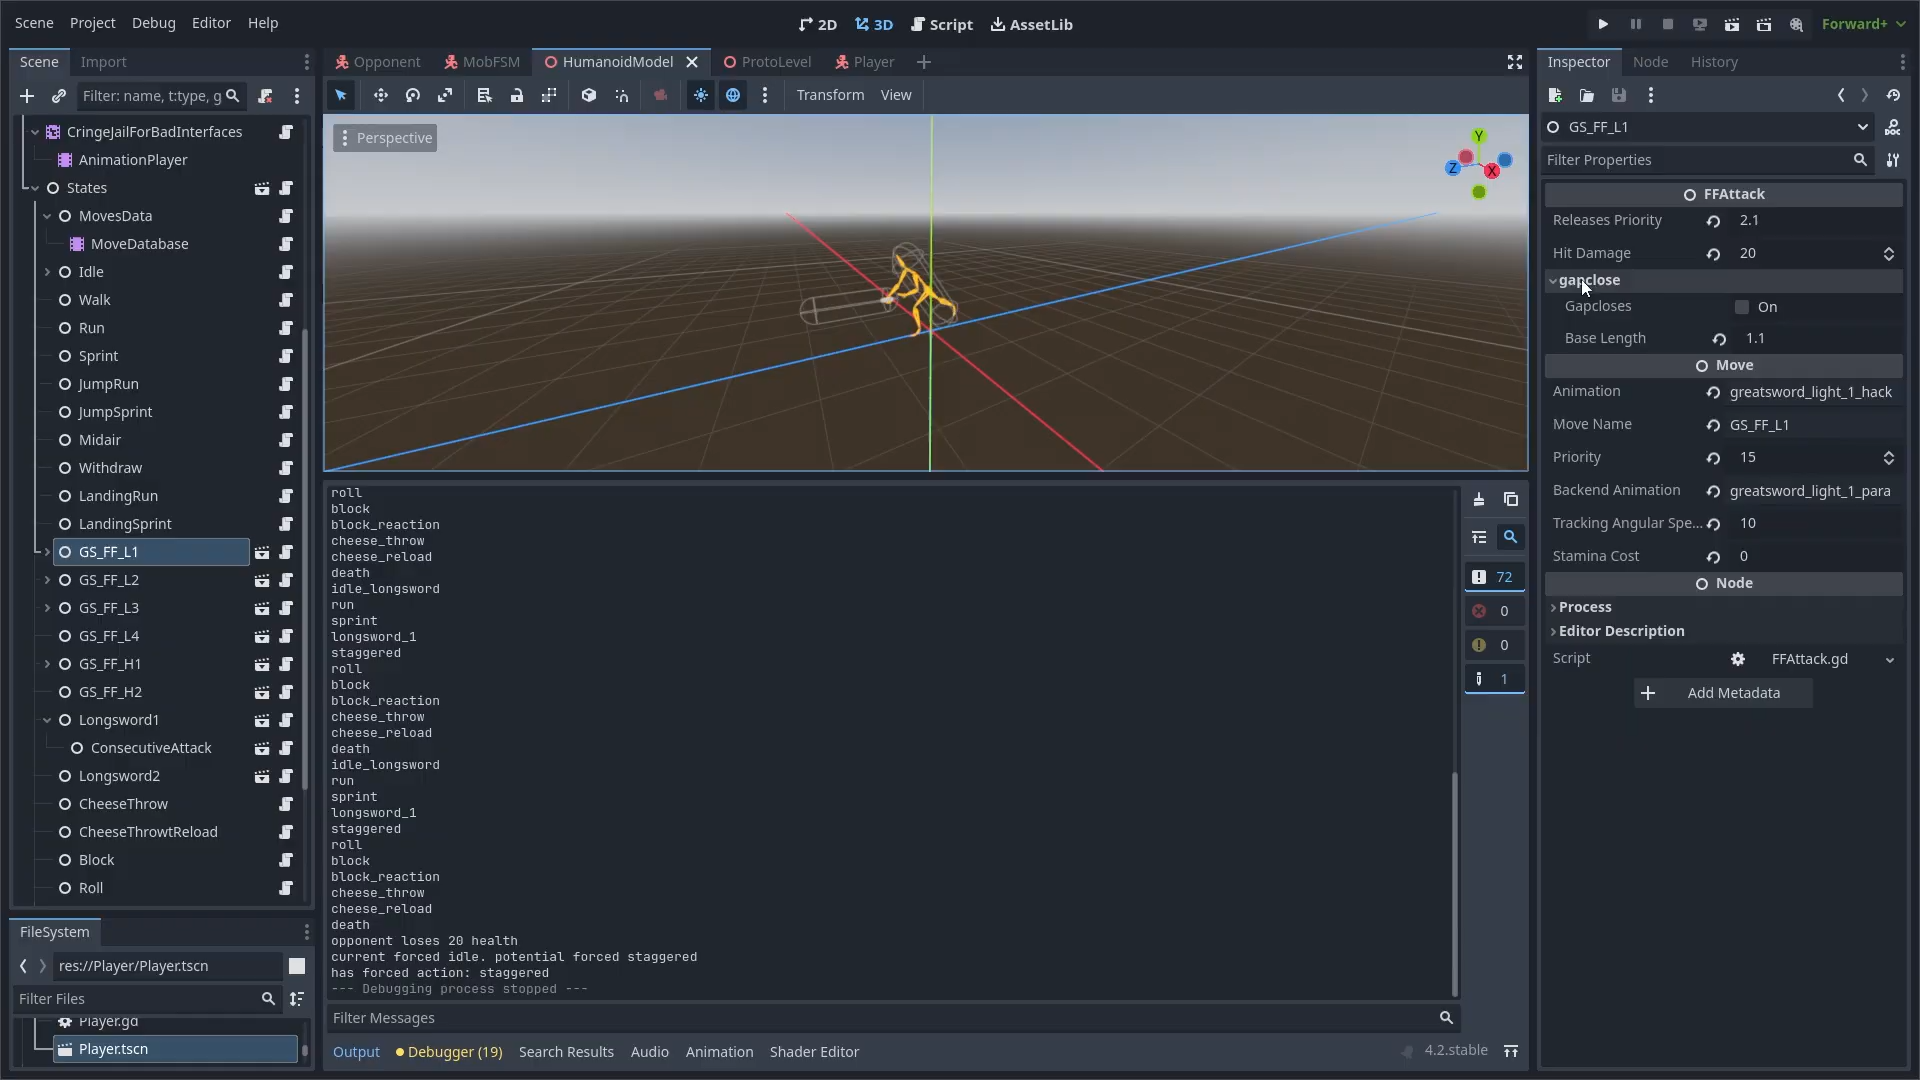 Scene Project Debug Editor Help
2D 3D Script AssetLib
Forward+
Scene Import
Filter: name, t:type, g
CringeJailForBadInterfaces
AnimationPlayer
States
MovesData
MoveDatabase
Idle
Walk
Run
Sprint
JumpRun
JumpSprint
Midair
Withdraw
LandingRun
LandingSprint
GS_FF_L1
GS_FF_L2
GS_FF_L3
GS_FF_L4
GS_FF_H1
GS_FF_H2
Longsword1
ConsecutiveAttack
Longsword2
CheeseThrow
CheeseThrowtReload
Block
Roll
FileSystem
res://Player/Player.tscn
Filter Files
Player.gd
Player.tscn
Opponent MobFSM HumanoidModel ProtoLevel Player
Transform View
Perspective
Y
Z
X
roll
block
block_reaction
cheese_throw
cheese_reload
death
idle_longsword
run
sprint
longsword_1
staggered
roll
block
block_reaction
cheese_throw
cheese_reload
death
idle_longsword
run
sprint
longsword_1
staggered
roll
block
block_reaction
cheese_throw
cheese_reload
death
opponent loses 20 health
current forced idle. potential forced staggered
has forced action: staggered
--- Debugging process stopped ---
72
0
0
1
Filter Messages
Output Debugger (19) Search Results Audio Animation Shader Editor
4.2.stable
Inspector Node History
GS_FF_L1
Filter Properties
FFAttack
Releases Priority 2.1
Hit Damage 20
gapclose
Gapcloses On
Base Length 1.1
Move
Animation greatsword_light_1_hack
Move Name GS_FF_L1
Priority 15
Backend Animation greatsword_light_1_para
Tracking Angular Spe... 10
Stamina Cost 0
Node
Process
Editor Description
Script FFAttack.gd
Add Metadata